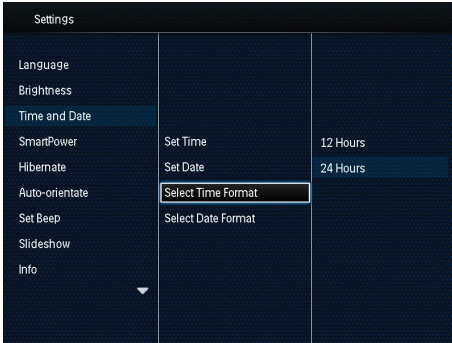 Settings
Language
Brightness
Time and Date
SmartPower
Hibernate
Auto-orientate
Set Beep
Slideshow
Info
Set Time
Set Date
Select Time Format
Select Date Format
12 Hours
24 Hours